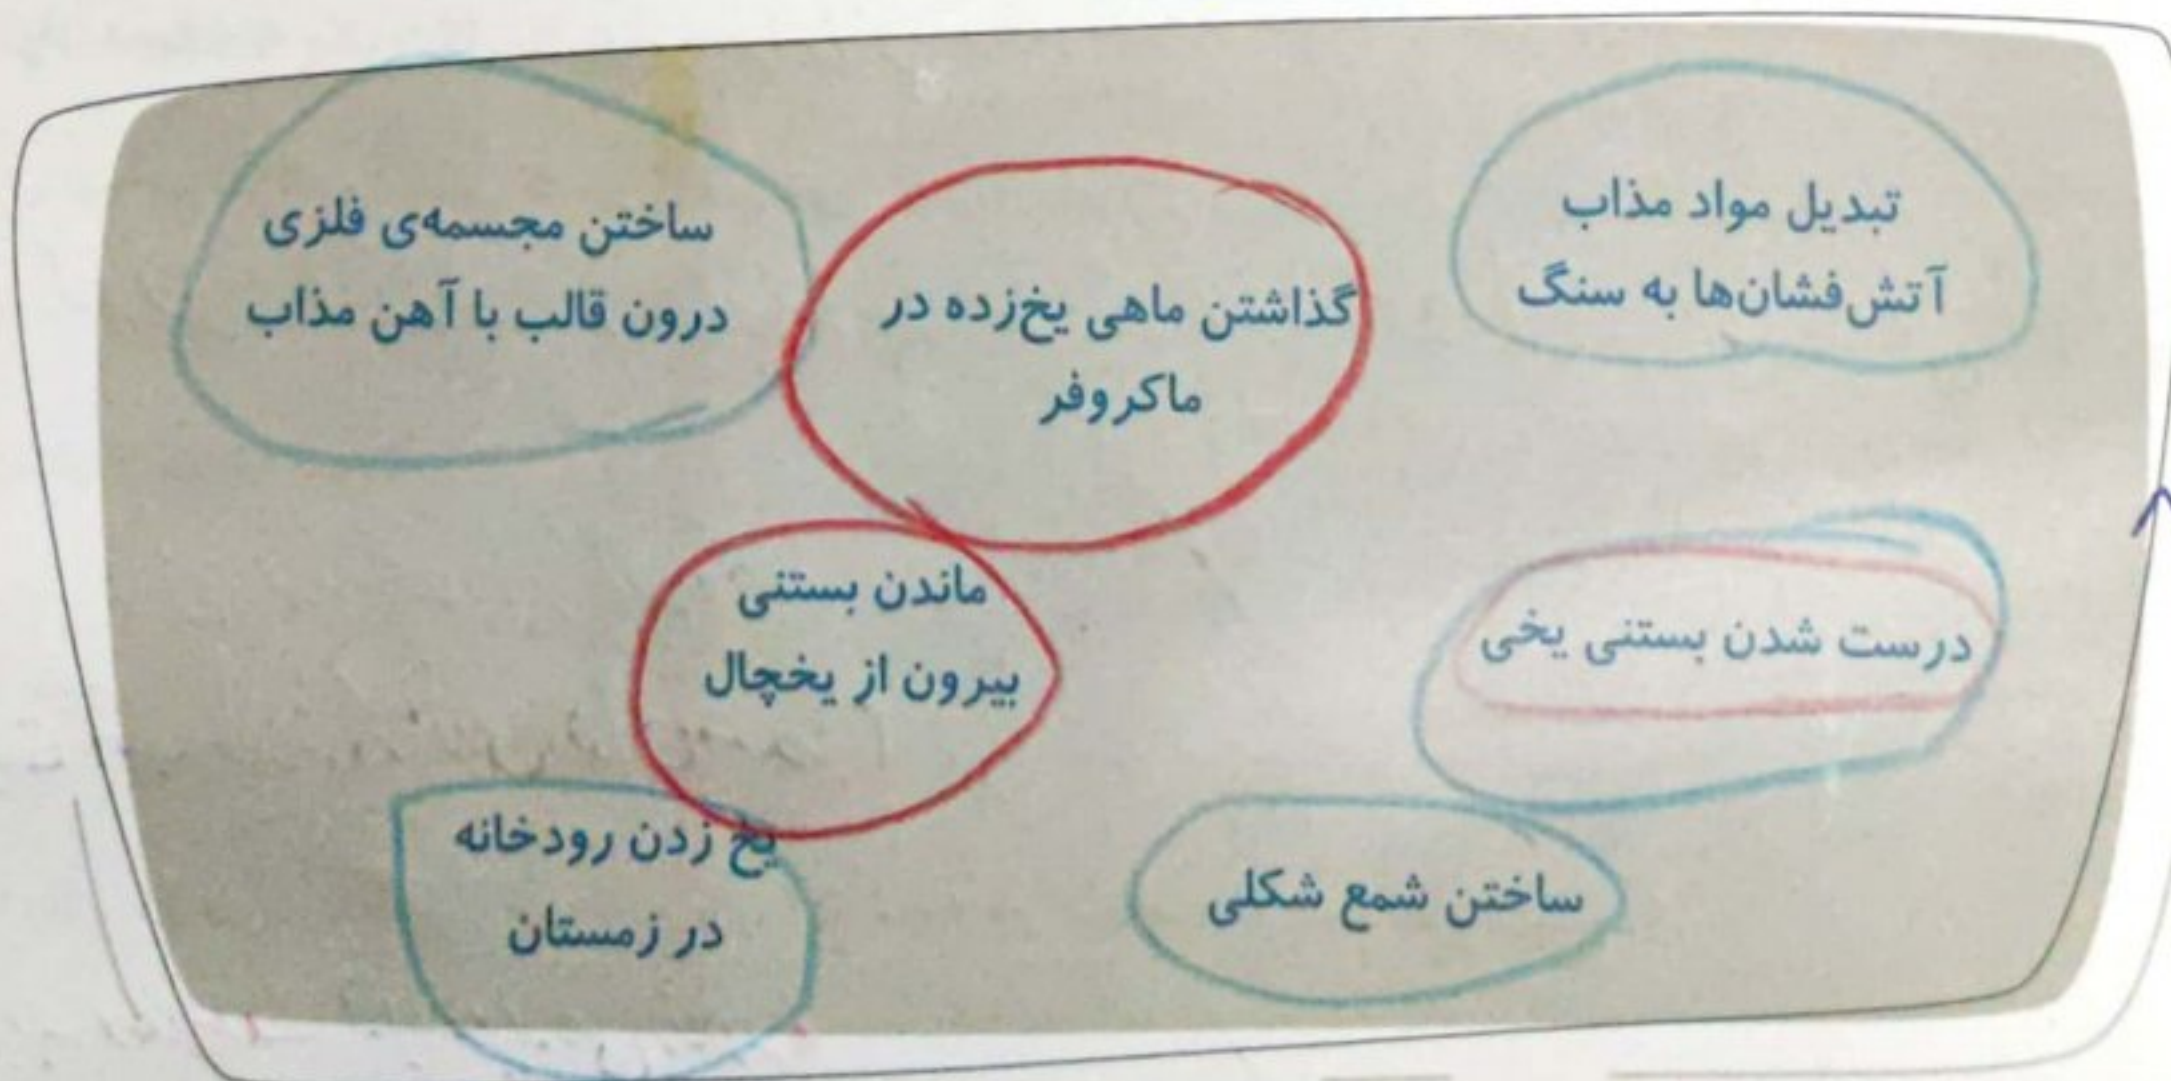 تبدیل مواد مذاب
آتش‌فشان‌ها به سنگ
گذاشتن ماهی یخ‌زده در
ماکروفر
ساختن مجسمه‌ی فلزی
درون قالب با آهن مذاب
درست شدن بستنی یخی
ماندن بستنی
بیرون از یخچال
ساختن شمع شکلی
یخ زدن رودخانه
در زمستان